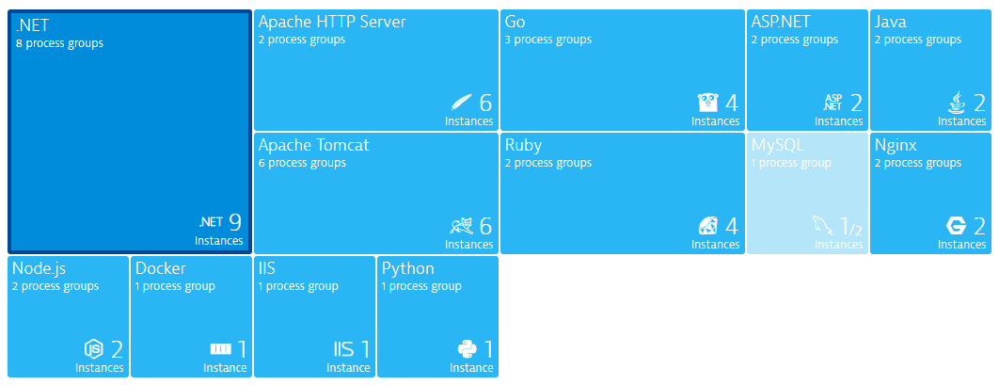 .NET
8 process groups
.NET 9
Instances
Apache HTTP Server
2 process groups
6
Instances
Go
3 process groups
4
Instances
ASP.NET
2 process groups
ASP
.NET 2
Instances
Java
2 process groups
2
Instances
Apache Tomcat
6 process groups
6
Instances
Ruby
2 process groups
4
Instances
MySQL
1 process group
1/2
Instances
Nginx
2 process groups
2
Instances
Node.js
2 process groups
JS 2
Instances
Docker
1 process group
1
Instance
IIS
1 process group
IIS 1
Instance
Python
1 process group
1
Instance